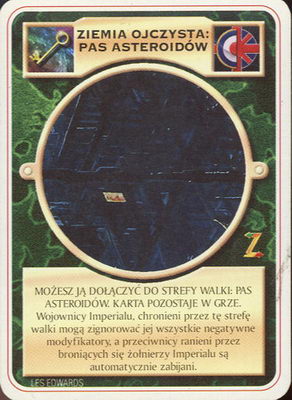 ZIEMIA OJCZYSTA:
PAS ASTEROIDÓW
Z
MOŻESZ JĄ DOŁĄCZYĆ DO STREFY WALKI: PAS
ASTEROIDÓW. KARTA POZOSTAJE W GRZE.
Wojownicy Imperialu, chronieni przez tę strefę
walki mogą zignorować jej wszystkie negatywne
modyfikatory, a przeciwnicy ranieni przez
broniących się żołnierzy Imperialu są
automatycznie zabijani.
LES EDWARDS